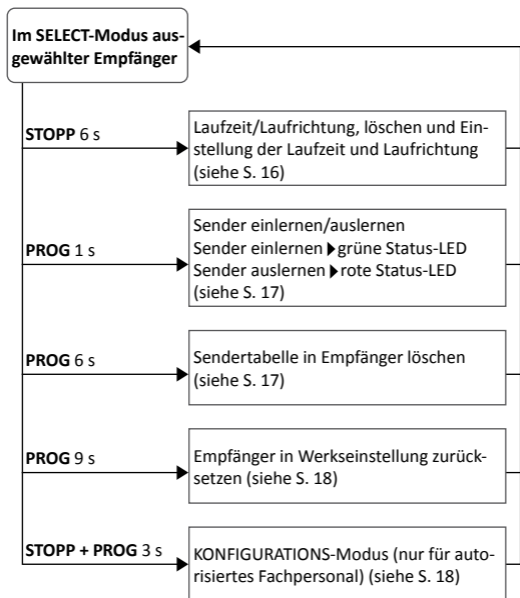 Im SELECT-Modus aus-
gewählter Empfänger
STOPP 6 s
Laufzeit/Laufrichtung, löschen und Ein-
stellung der Laufzeit und Laufrichtung
(siehe S. 16)
PROG 1 s
Sender einlernen/auslernen
Sender einlernen ▶ grüne Status-LED
Sender auslernen ▶ rote Status-LED
(siehe S. 17)
PROG 6 s
Sendertabelle in Empfänger löschen
(siehe S. 17)
PROG 9 s
Empfänger in Werkseinstellung zurück-
setzen (siehe S. 18)
STOPP + PROG 3 s
KONFIGURATIONS-Modus (nur für auto-
risiertes Fachpersonal) (siehe S. 18)